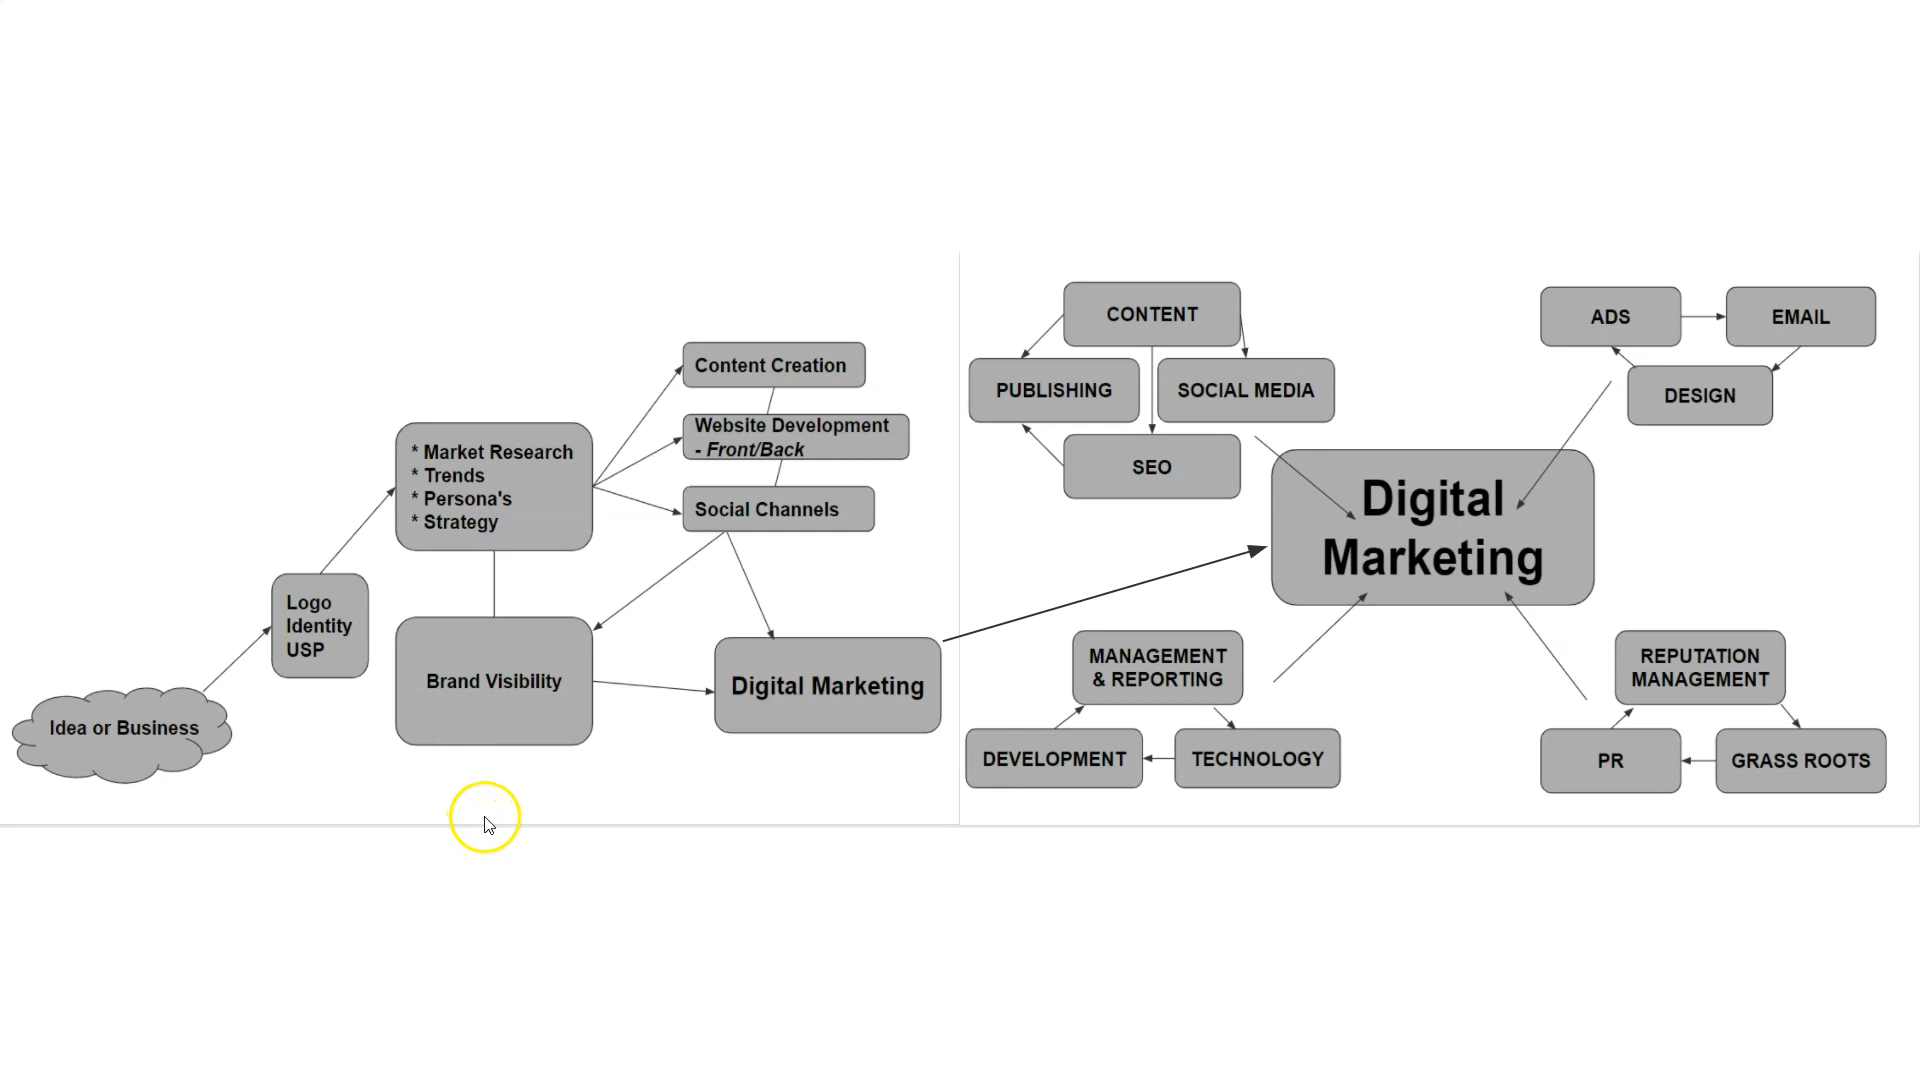 Idea or Business
Logo
Identity
USP
* Market Research
* Trends
* Persona's
* Strategy
Brand Visibility
Content Creation
Website Development
- Front/Back
Social Channels
Digital Marketing
CONTENT
PUBLISHING
SOCIAL MEDIA
SEO
ADS
EMAIL
DESIGN
Digital
Marketing
MANAGEMENT
& REPORTING
DEVELOPMENT
TECHNOLOGY
REPUTATION
MANAGEMENT
PR
GRASS ROOTS